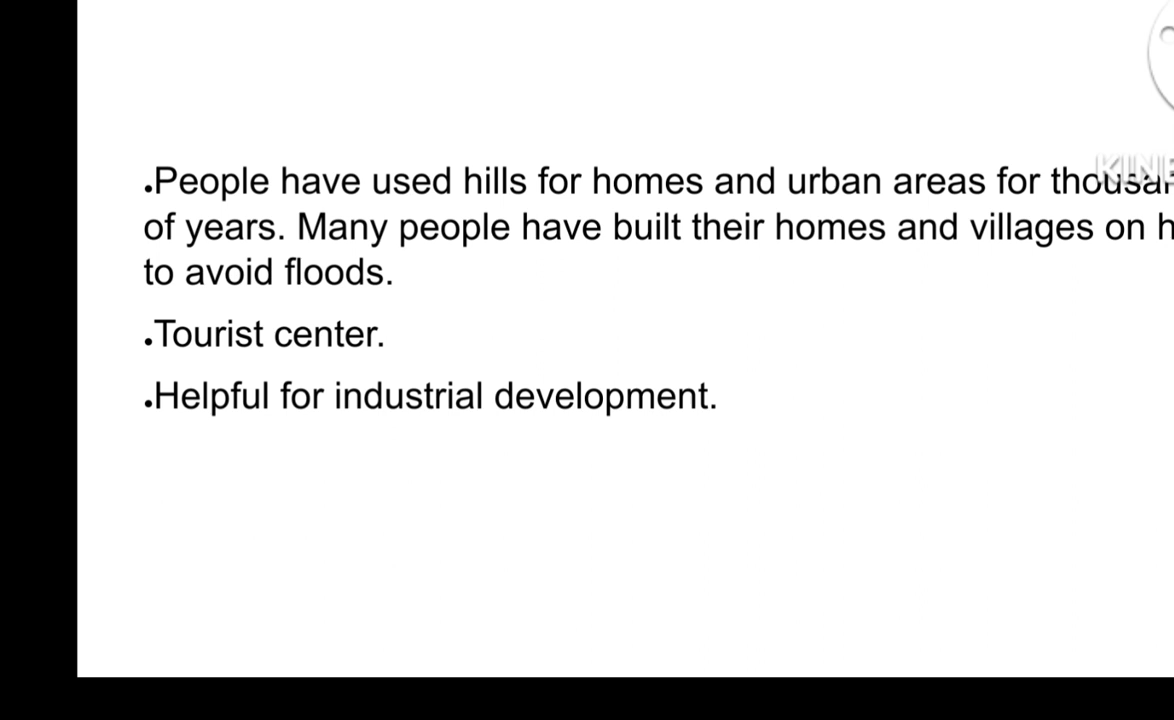 .People have used hills for homes and urban areas for
of years. Many people have built their homes and villages on
to avoid floods.
.Tourist center.
.Helpful for industrial development.